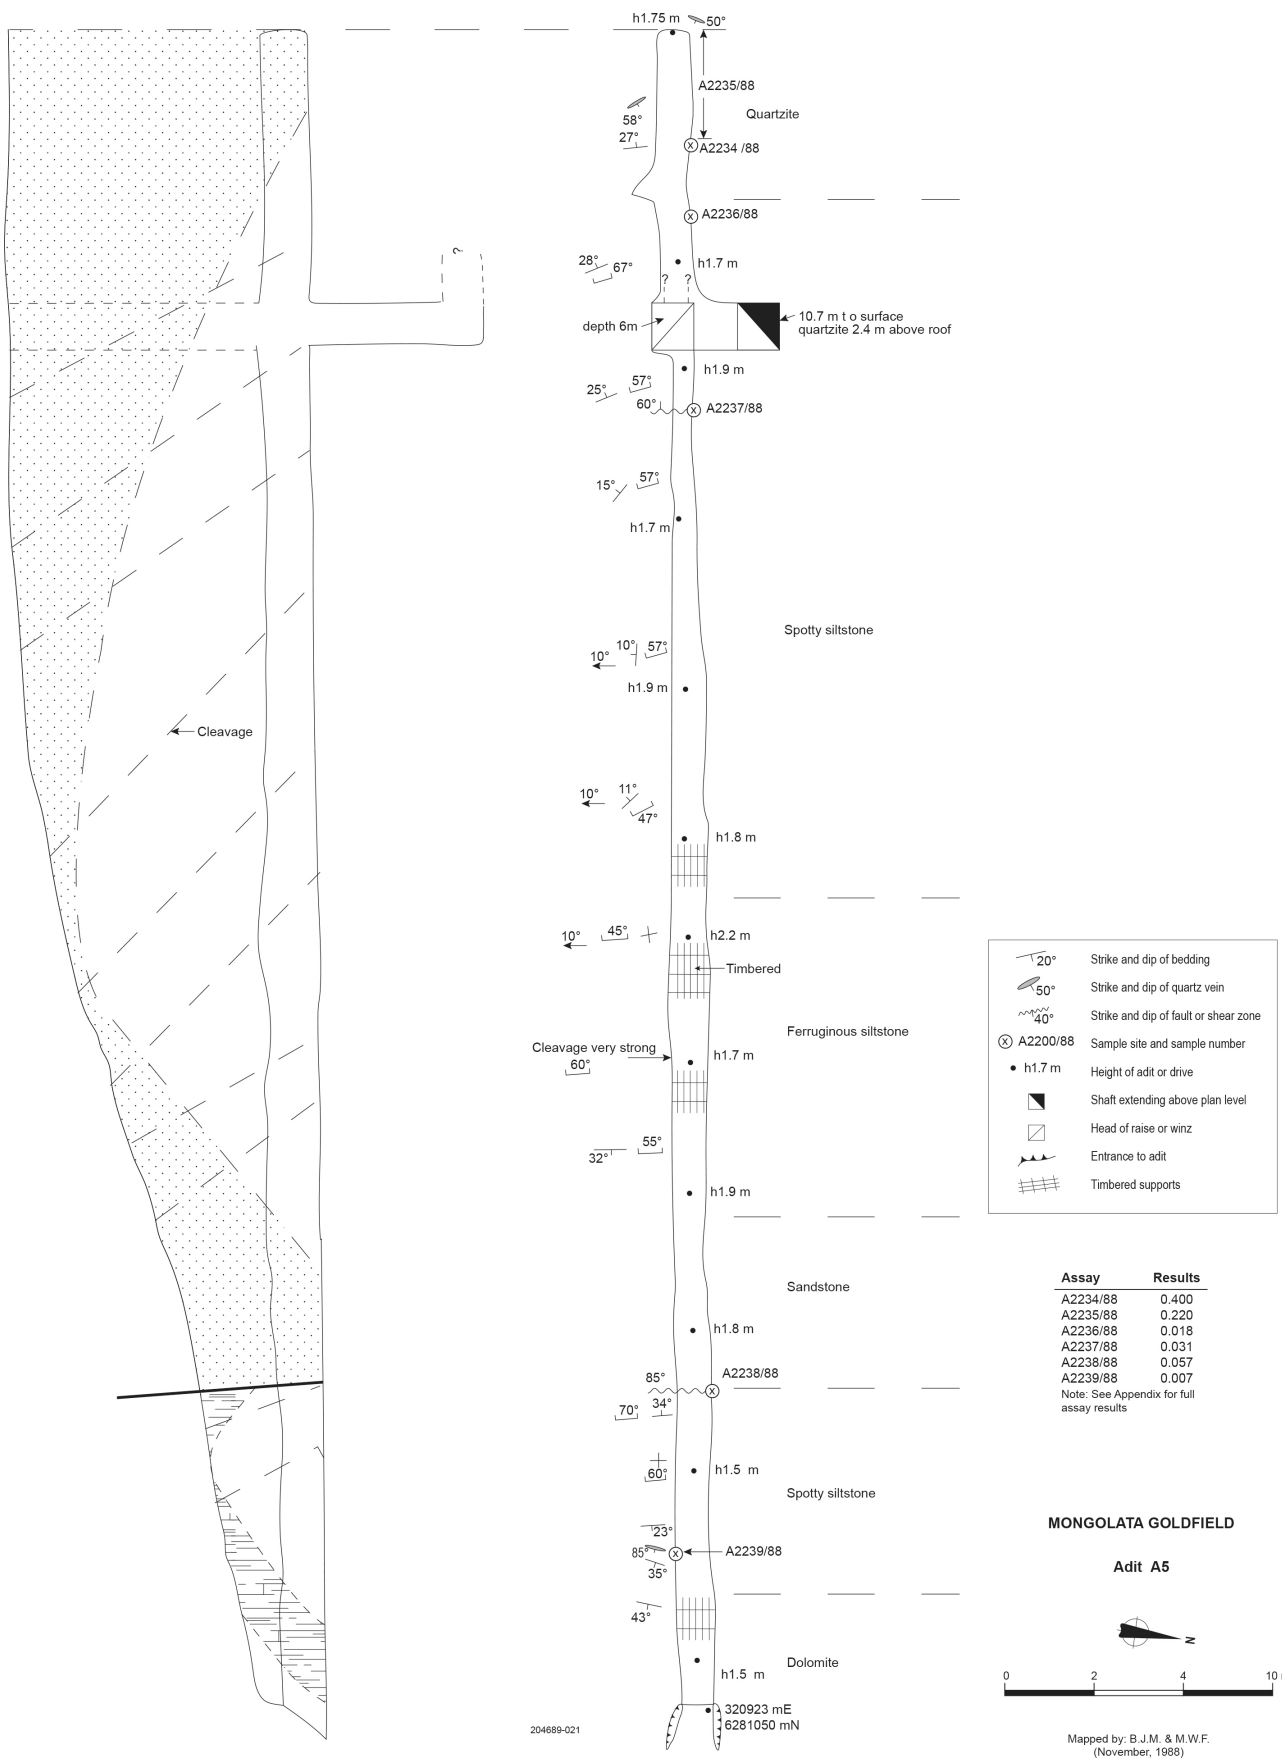 h1.75 m
50°
A2235/88
Quartzite
58°
27°
A2234 /88
A2236/88
?
28°
67°
h1.7 m
? ?
depth 6m
10.7 m t o surface
quartzite 2.4 m above roof
h1.9 m
57°
25°
60°
A2237/88
57°
15°
h1.7 m
Spotty siltstone
10°
57°
10°
h1.9 m
Cleavage
11°
10°
47°
h1.8 m
45°
10°
h2.2 m
Timbered
Ferruginous siltstone
Cleavage very strong
60°
h1.7 m
55°
32°
h1.9 m
Sandstone
h1.8 m
85°
A2238/88
34°
70°
60°
h1.5 m
Spotty siltstone
23°
85°
A2239/88
35°
43°
Dolomite
h1.5 m
320923 mE
6281050 mN
204689-021
20° Strike and dip of bedding
50° Strike and dip of quartz vein
40° Strike and dip of fault or shear zone
x A2200/88 Sample site and sample number
h1.7 m Height of adit or drive
Shaft extending above plan level
Head of raise or winz
Entrance to adit
Timbered supports
Assay Results
A2234/88 0.400
A2235/88 0.220
A2236/88 0.018
A2237/88 0.031
A2238/88 0.057
A2239/88 0.007
Note: See Appendix for full
assay results
MONGOLATA GOLDFIELD
Adit A5
N
0 2 4 10
Mapped by: B.J.M. & M.W.F.
(November, 1988)